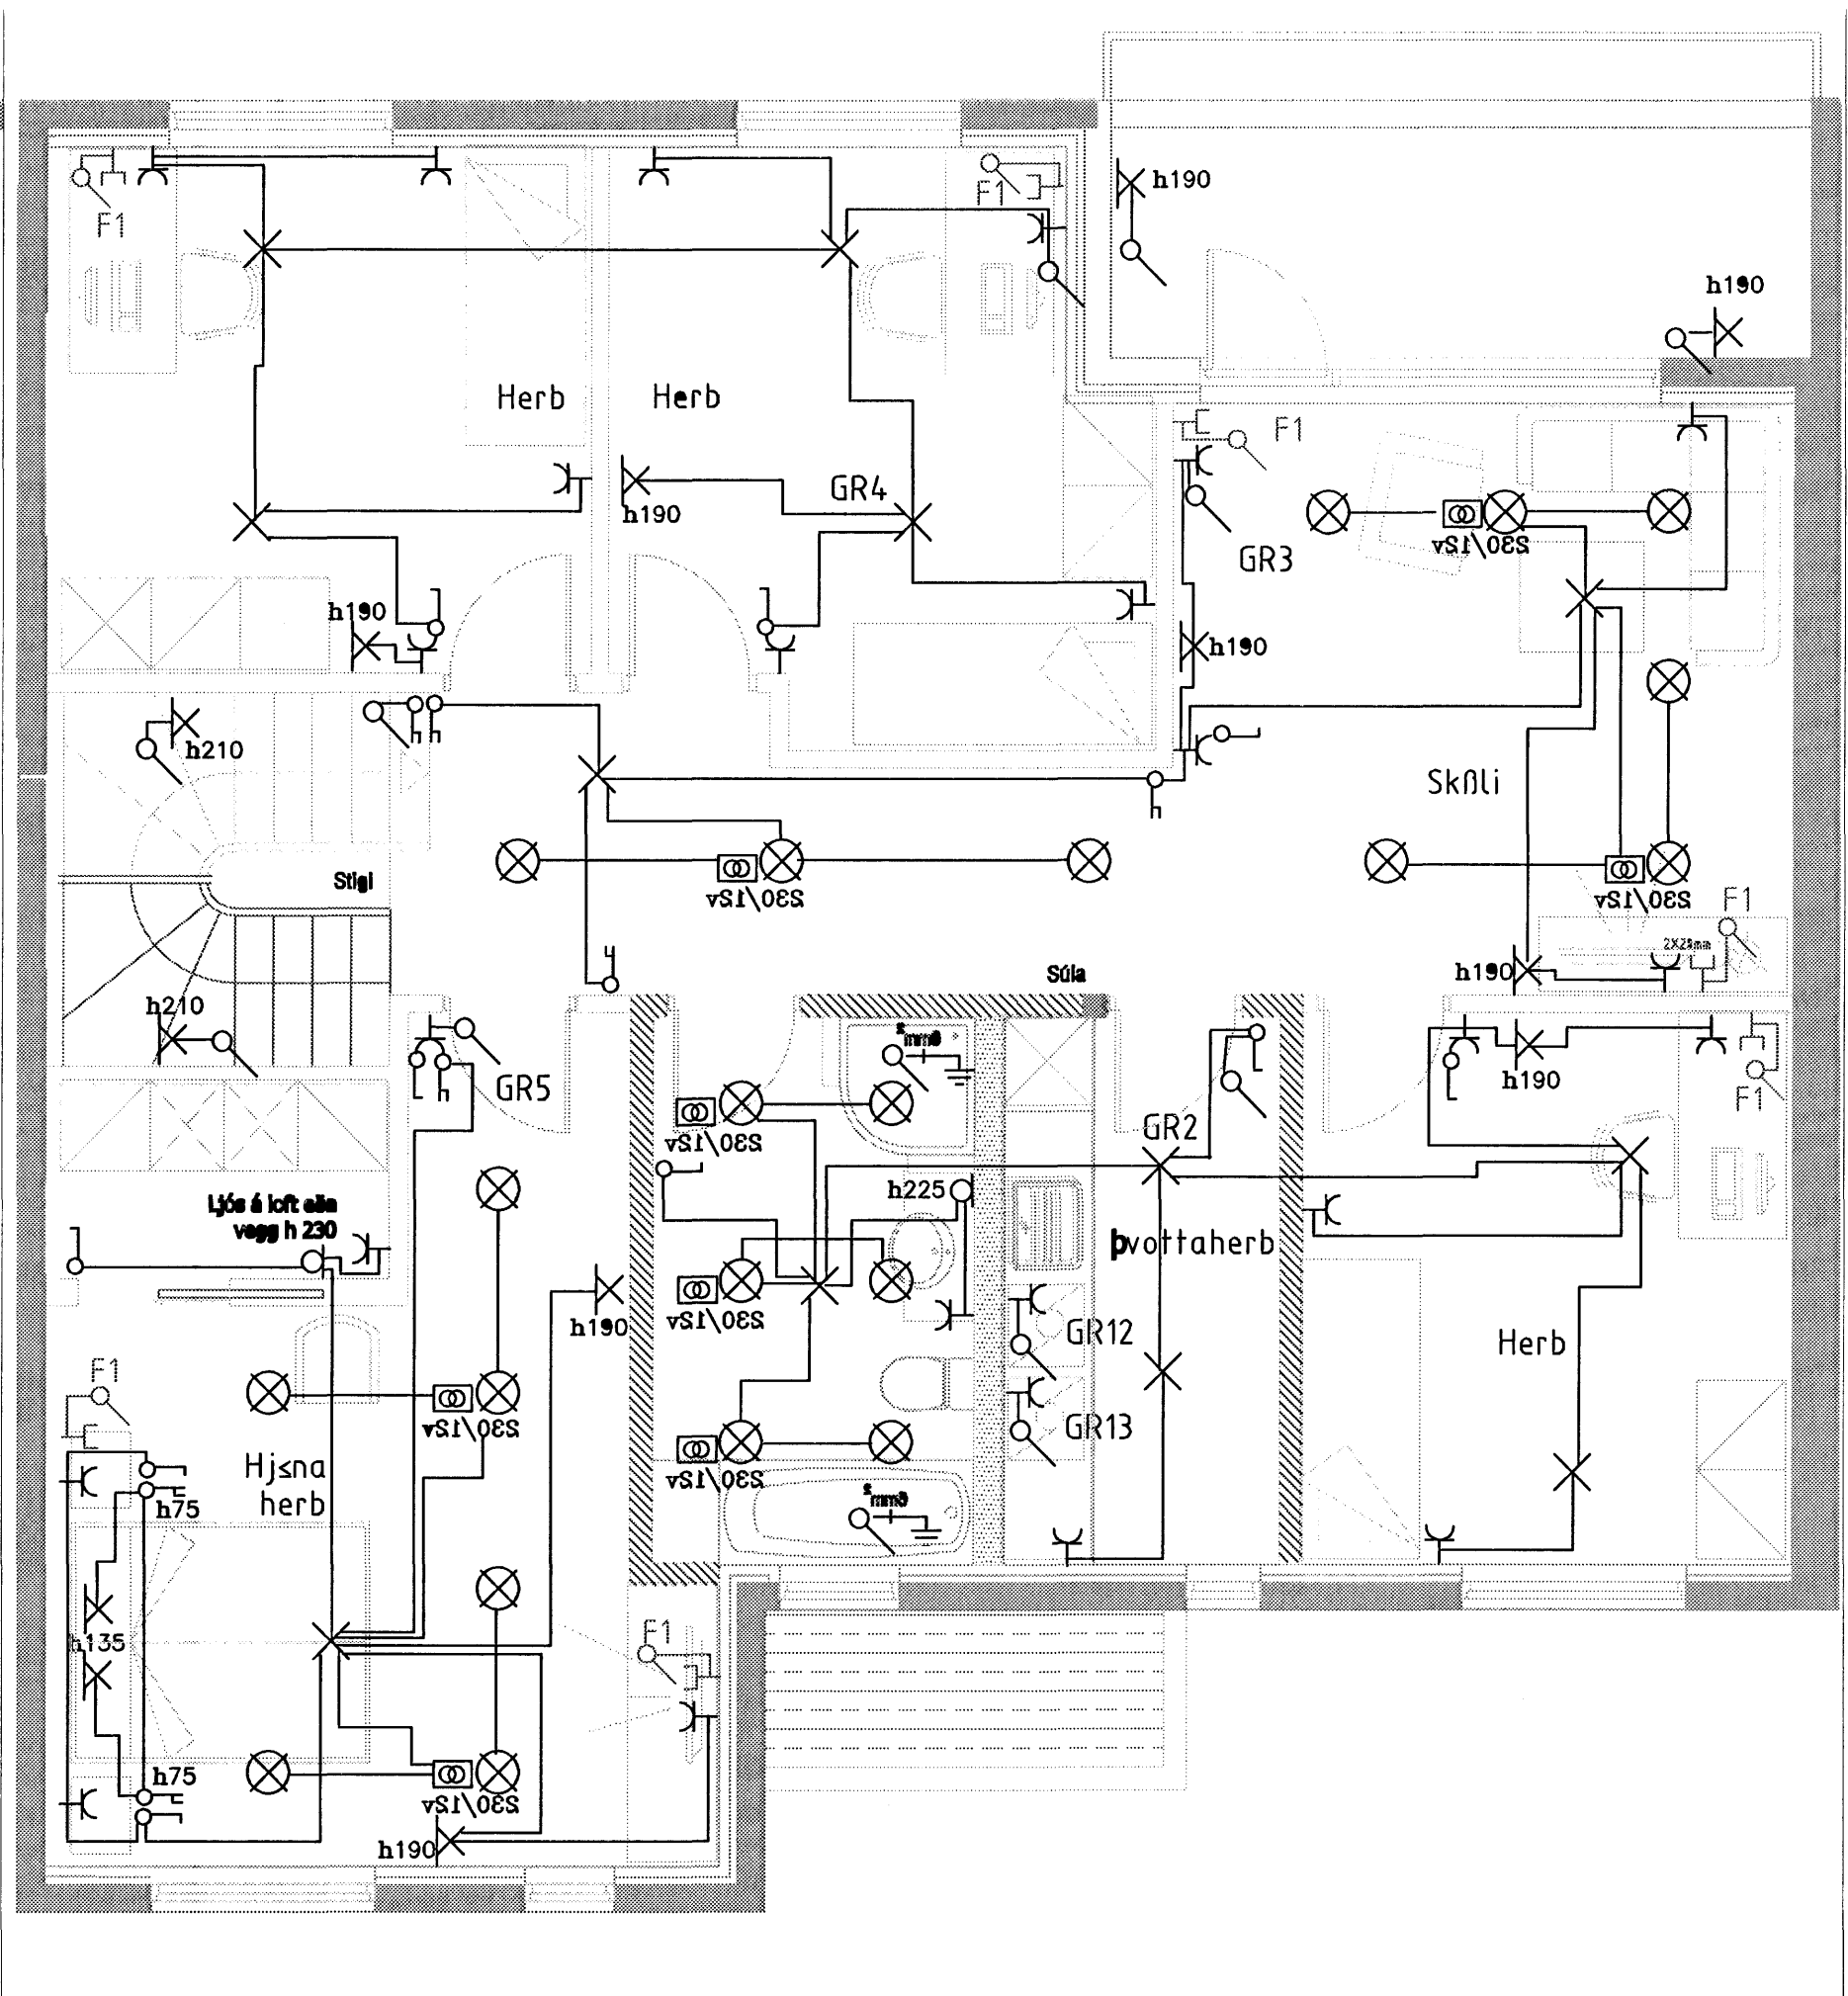 F1
F1
h190
h190
Herb
Herb
F1
GR4
h190
GR3
230/12v
h190
h190
h210
Skßli
Stigi
230/12v
230/12v
F1
2X20mm
h190
Súla
h210
6mm²
GR5
h190
F1
230/12v
GR2
h225
Ljós á loft eða
vegg h 230
þvottaherb
230/12v
h190
GR12
Herb
F1
230/12v
GR13
Hj≤na
herb
230/12v
h75
6mm²
h135
F1
h75
230/12v
h190